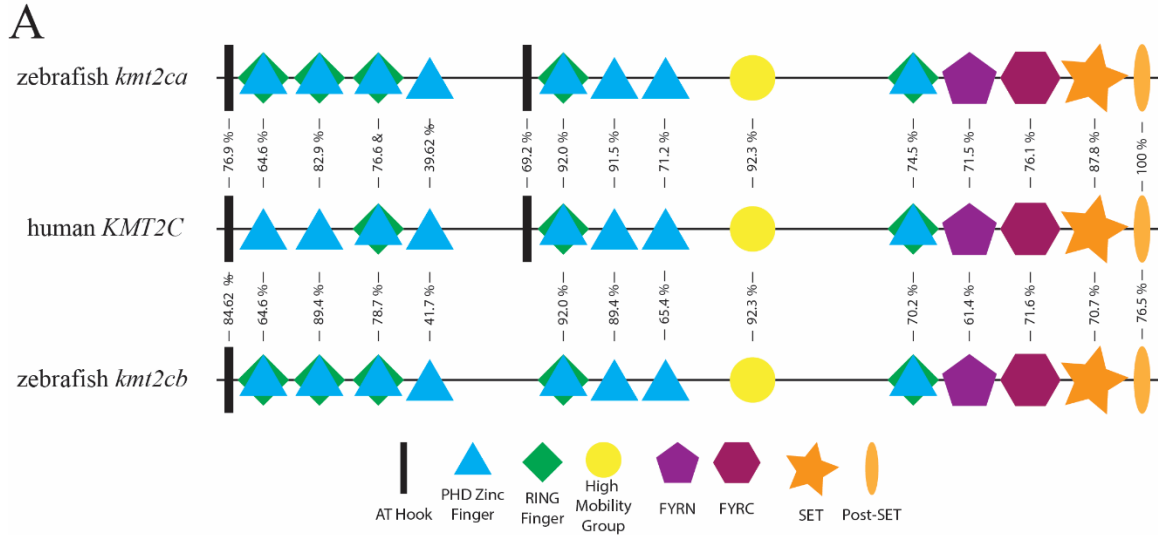 A
zebrafish kmt2ca
76.9 %
64.6 %
82.9 %
76.6 &
39.62 %
69.2 %
92.0 %
91.5 %
71.2 %
92.3 %
74.5 %
71.5 %
76.1 %
87.8 %
100 %
human KMT2C
84.62 %
64.6 %
89.4 %
78.7 %
41.7 %
92.0 %
89.4 %
65.4 %
92.3 %
70.2 %
61.4 %
71.6 %
70.7 %
76.5 %
zebrafish kmt2cb
AT Hook
PHD Zinc
Finger
RING
Finger
High
Mobility
Group
FYRN
FYRC
SET
Post-SET